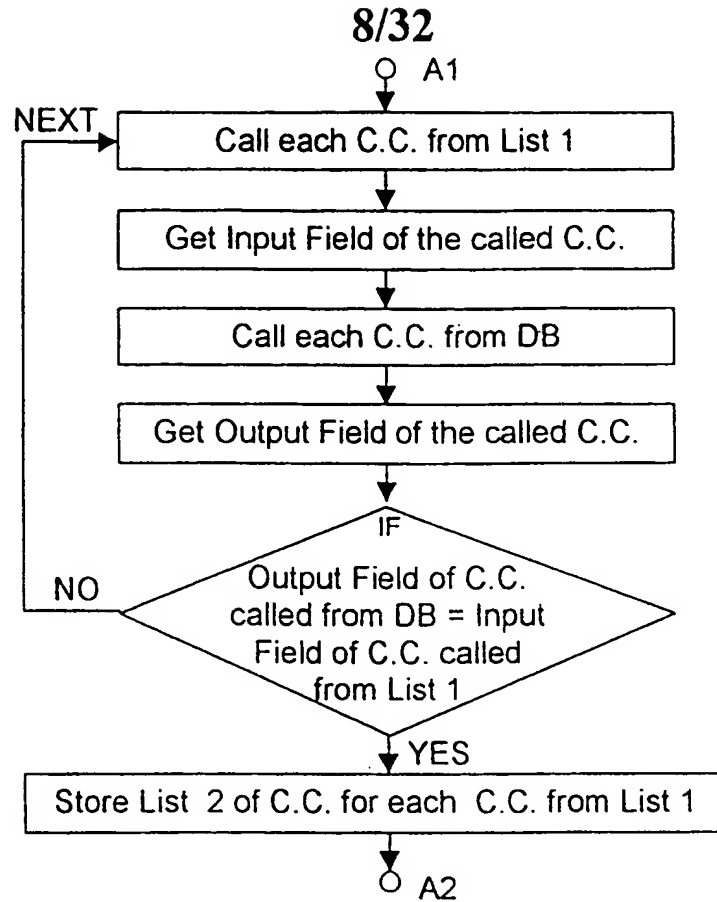 8/32
A1
NEXT
Call each C.C. from List 1
Get Input Field of the called C.C.
Call each C.C. from DB
Get Output Field of the called C.C.
IF
NO
Output Field of C.C.
called from DB = Input
Field of C.C. called
from List 1
YES
Store List 2 of C.C. for each C.C. from List 1
A2